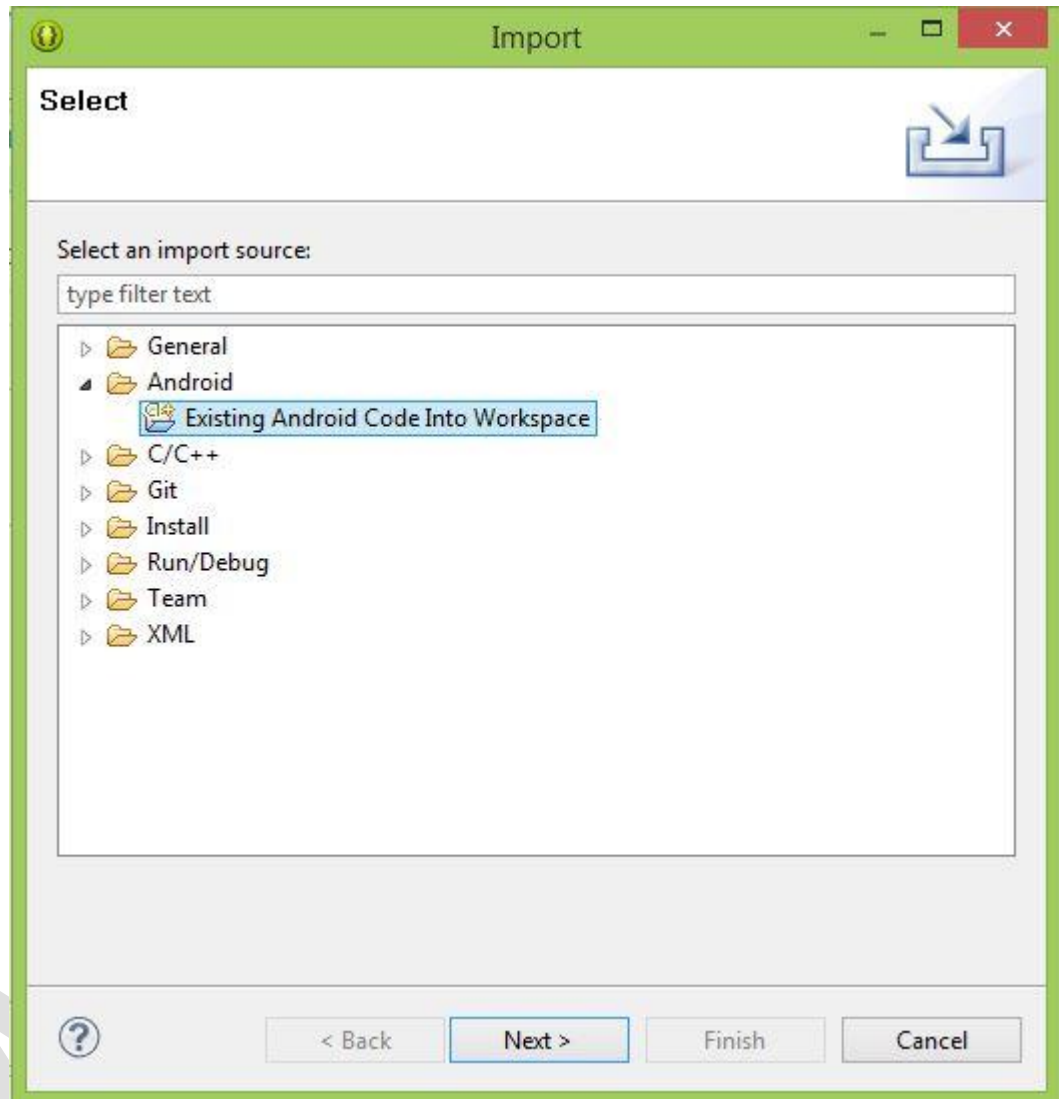 Import
Select
Select an import source:
type filter text
General
Android
Existing Android Code Into Workspace
C/C++
Git
Install
Run/Debug
Team
XML
? < Back Next > Finish Cancel